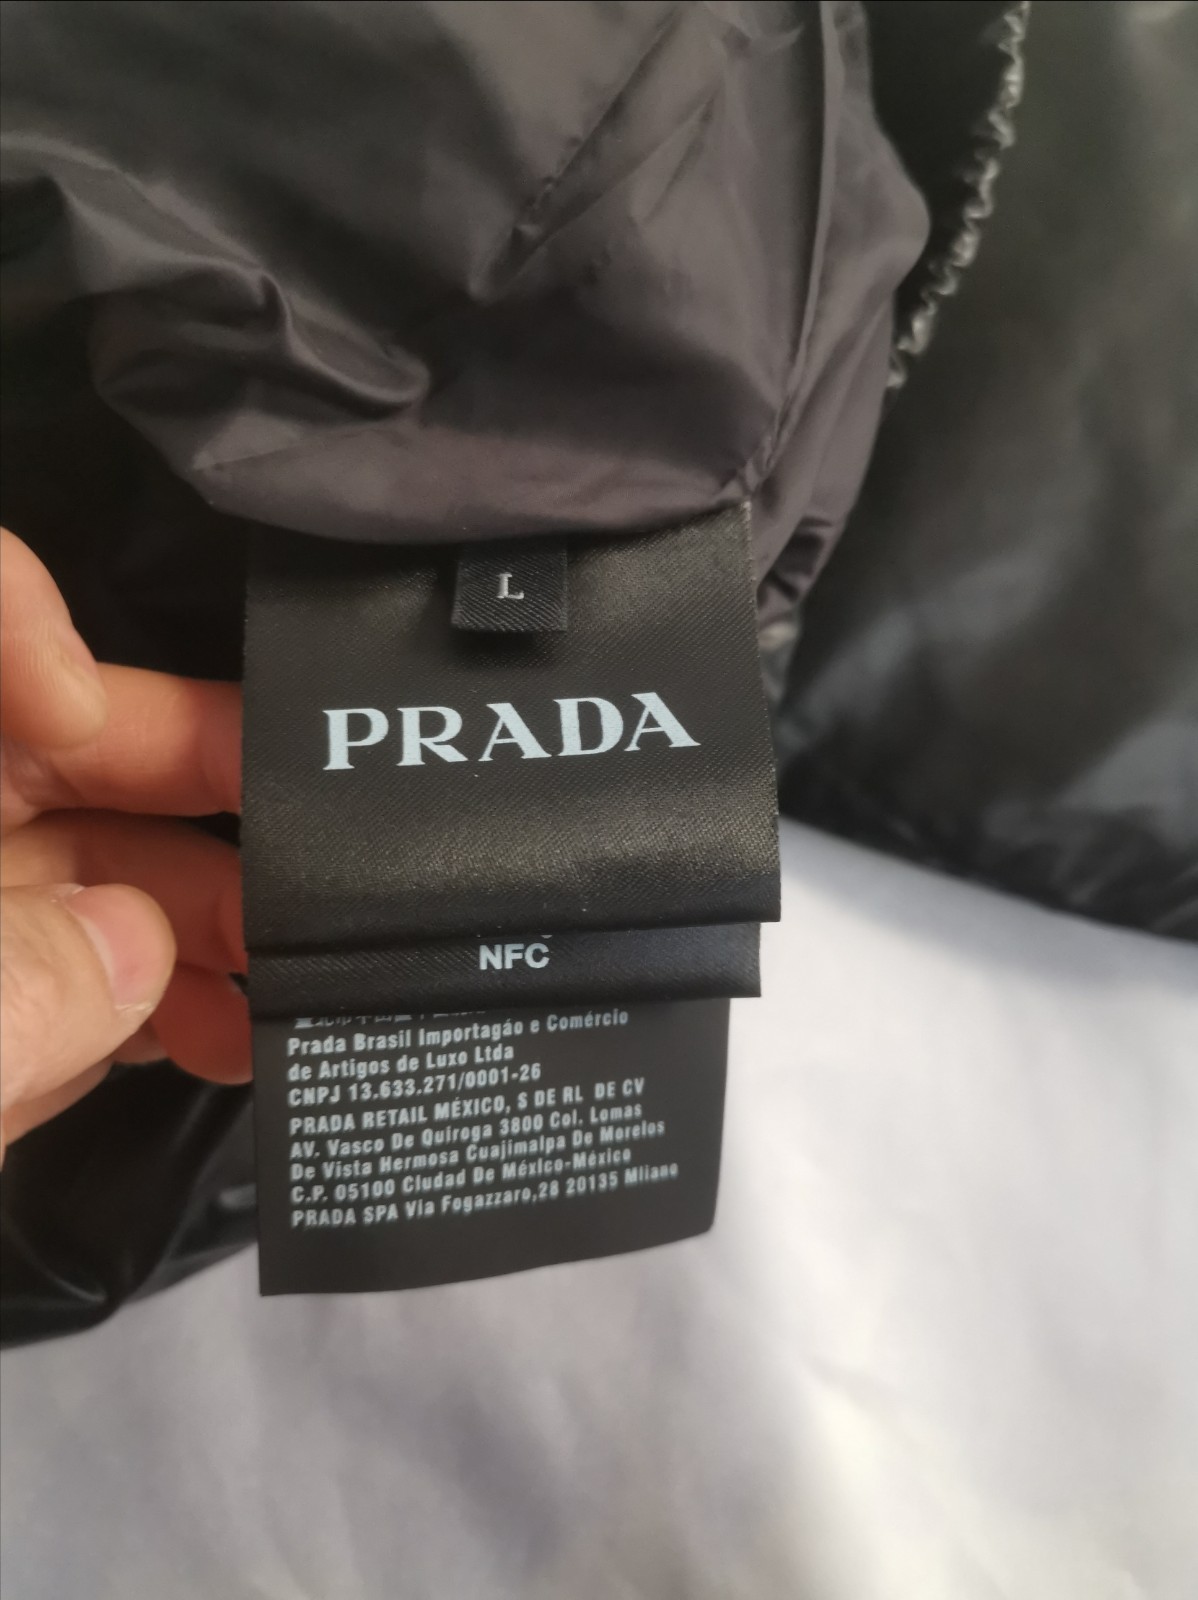 L
PRADA
NFC
Prada Brasil Importagáo e Comércio
de Artigos de Luxo Ltda
CNPJ 13.633.271/0001-26
PRADA RETAIL MÉXICO, S DE RL DE CV
AV. Vasco De Quiroga 3800 Col. Lomas
De Vista Hermosa Cuajimalpa De Morelos
C.P. 05100 Ciudad De México-México
PRADA SPA Via Fogazzaro,28 20135 Milano